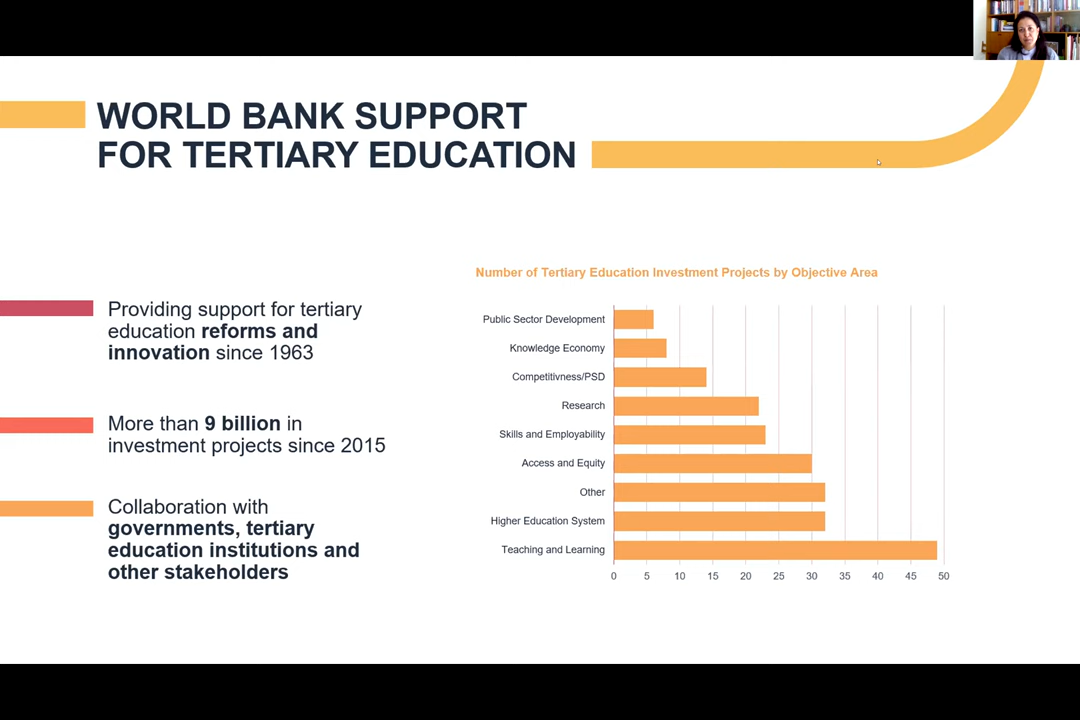 WORLD BANK SUPPORT
FOR TERTIARY EDUCATION
Providing support for tertiary
education reforms and
innovation since 1963
More than 9 billion in
investment projects since 2015
Collaboration with
governments, tertiary
education institutions and
other stakeholders
Number of Tertiary Education Investment Projects by Objective Area
Public Sector Development
Knowledge Economy
Competitivness/PSD
Research
Skills and Employability
Access and Equity
Other
Higher Education System
Teaching and Learning
0 5 10 15 20 25 30 35 40 45 50